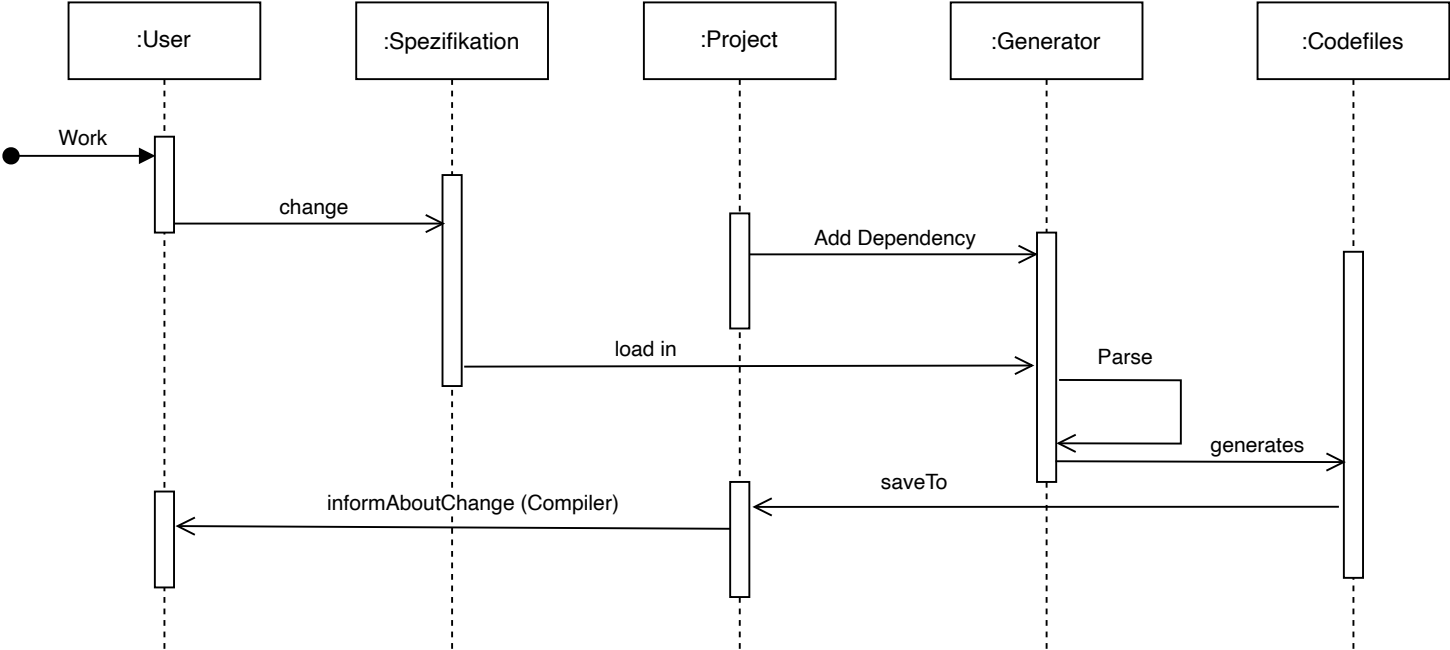 :User
:Spezifikation
:Project
:Generator
:Codefiles
Work
change
Add Dependency
load in
Parse
generates
saveTo
informAboutChange (Compiler)